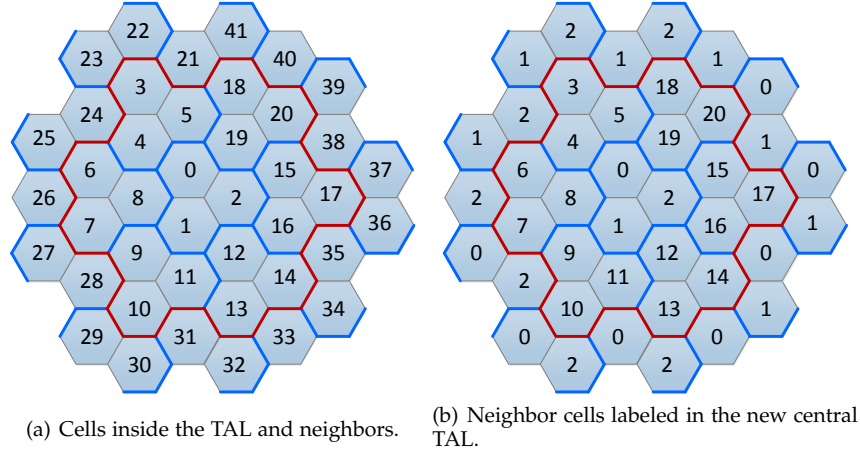 22 41
23 21 40
3 18 39
24 5 20
25 4 19 38
6 0 15 37
26 8 2 17
7 1 16 36
27 9 12 35
28 11 14
10 13 34
29 31 33
30 32
(a) Cells inside the TAL and neighbors.
2 2
1 1 1
3 18 0
2 5 20
1 4 19 1
6 0 15 0
2 8 2 17
7 1 16 1
0 9 12 0
2 11 14
10 13 1
0 0 0
2 2
(b) Neighbor cells labeled in the new central
TAL.